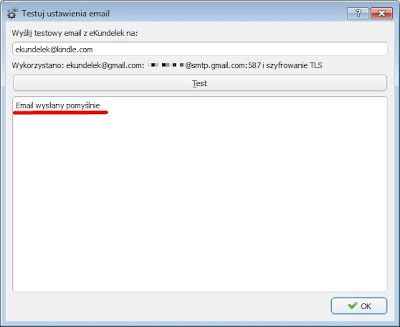 Testuj ustawienia email
Wyślij testowy email z eKundelek na:
ekundelek@kindle.com
Wykorzystano: ekundelek@gmail.com: @smtp.gmail.com:587 i szyfrowanie TLS
Test
Email wysłany pomyślnie
OK